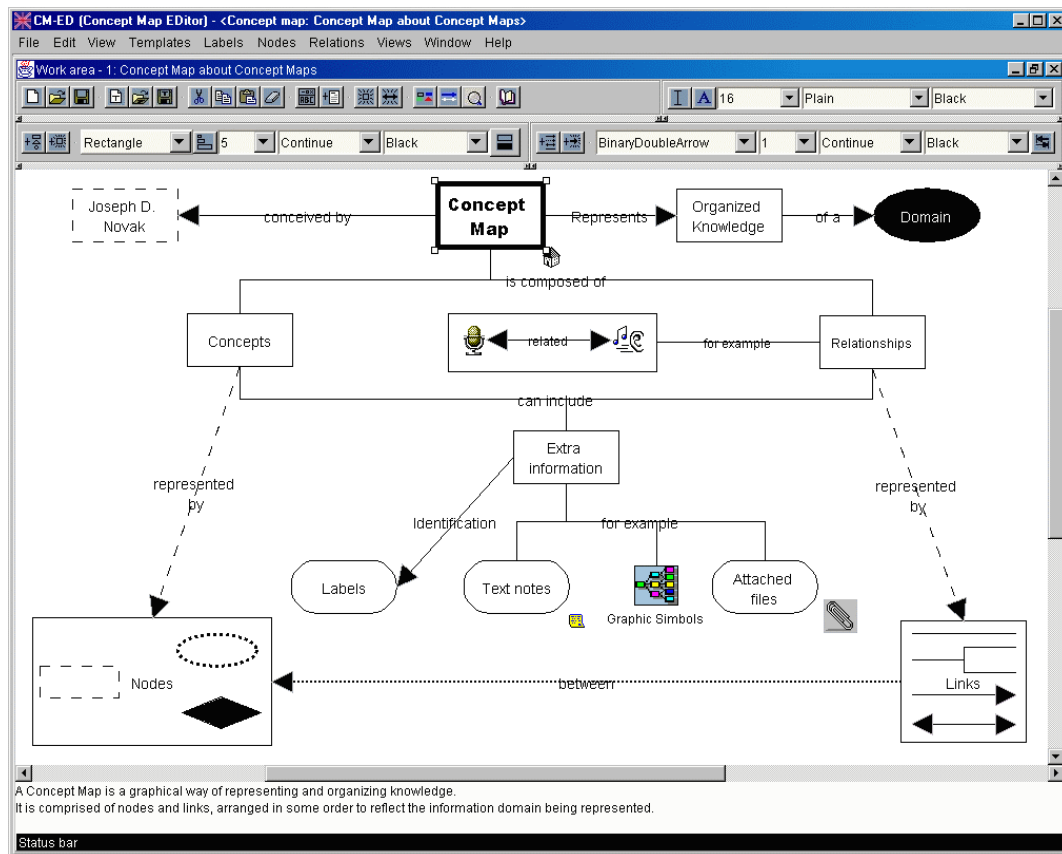 CM-ED (Concept Map EDitor) - <Concept map: Concept Map about Concept Maps>
File Edit View Templates Labels Nodes Relations Views Window Help
Work area - 1: Concept Map about Concept Maps
16 Plain Black
Rectangle 5 Continue Black BinaryDoubleArrow 1 Continue Black
Joseph D.
Novak
conceived by
Concept
Map
Represents
Organized
Knowledge
of a
Domain
is composed of
Concepts
related
for example
Relationships
can include
Extra
information
represented
by
represented
by
Identification
for example
Labels
Text notes
Graphic Simbols
Attached
files
Nodes
betweenr
Links
A Concept Map is a graphical way of representing and organizing knowledge.
It is comprised of nodes and links, arranged in some order to reflect the information domain being represented.
Status bar